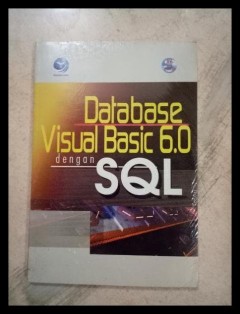 Database
Visual Basic 6.0
dengan
SQL